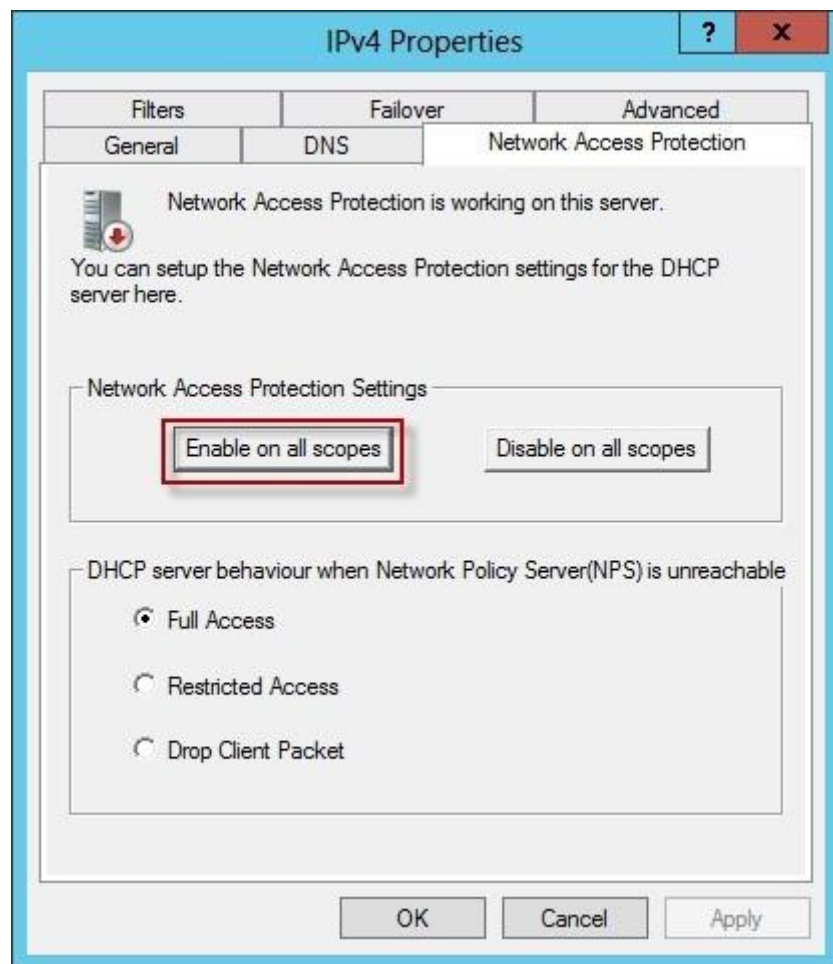 IPv4 Properties
?
x
Filters
Failover
Advanced
General
DNS
Network Access Protection
Network Access Protection is working on this server.
You can setup the Network Access Protection settings for the DHCP
server here.
Network Access Protection Settings
Enable on all scopes
Disable on all scopes
DHCP server behaviour when Network Policy Server(NPS) is unreachable
Full Access
Restricted Access
Drop Client Packet
OK
Cancel
Apply